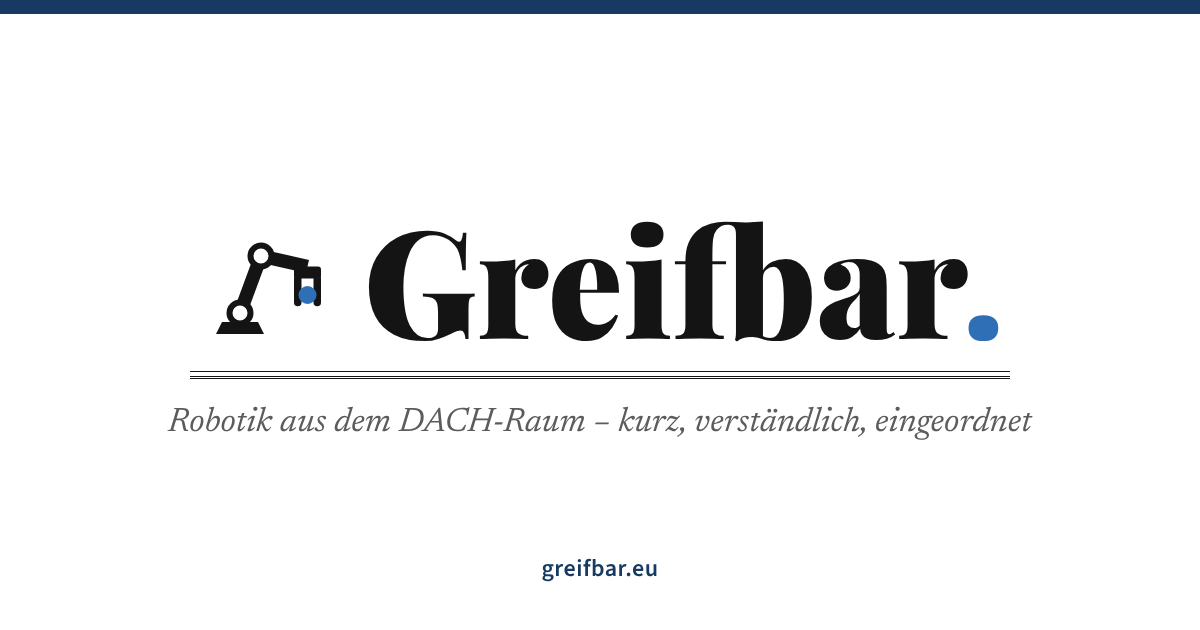 Greifbar.
Robotik aus dem DACH-Raum – kurz, verständlich, eingeordnet
greifbar.eu